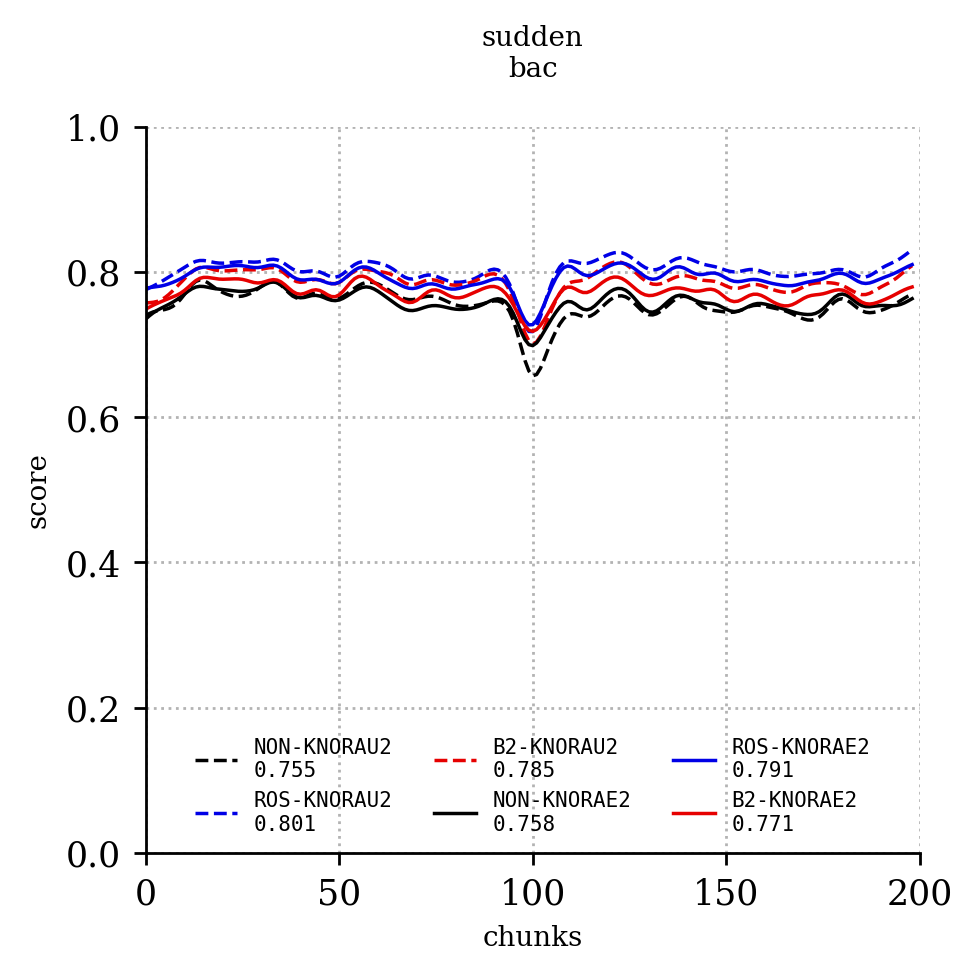 sudden
bac
1.0
0.8
0.6
0.4
0.2
0.0
score
NON-KNORAU2
0.755
ROS-KNORAU2
0.801
B2-KNORAU2
0.785
NON-KNORAE2
0.758
ROS-KNORAE2
0.791
B2-KNORAE2
0.771
0
50
100
150
200
chunks